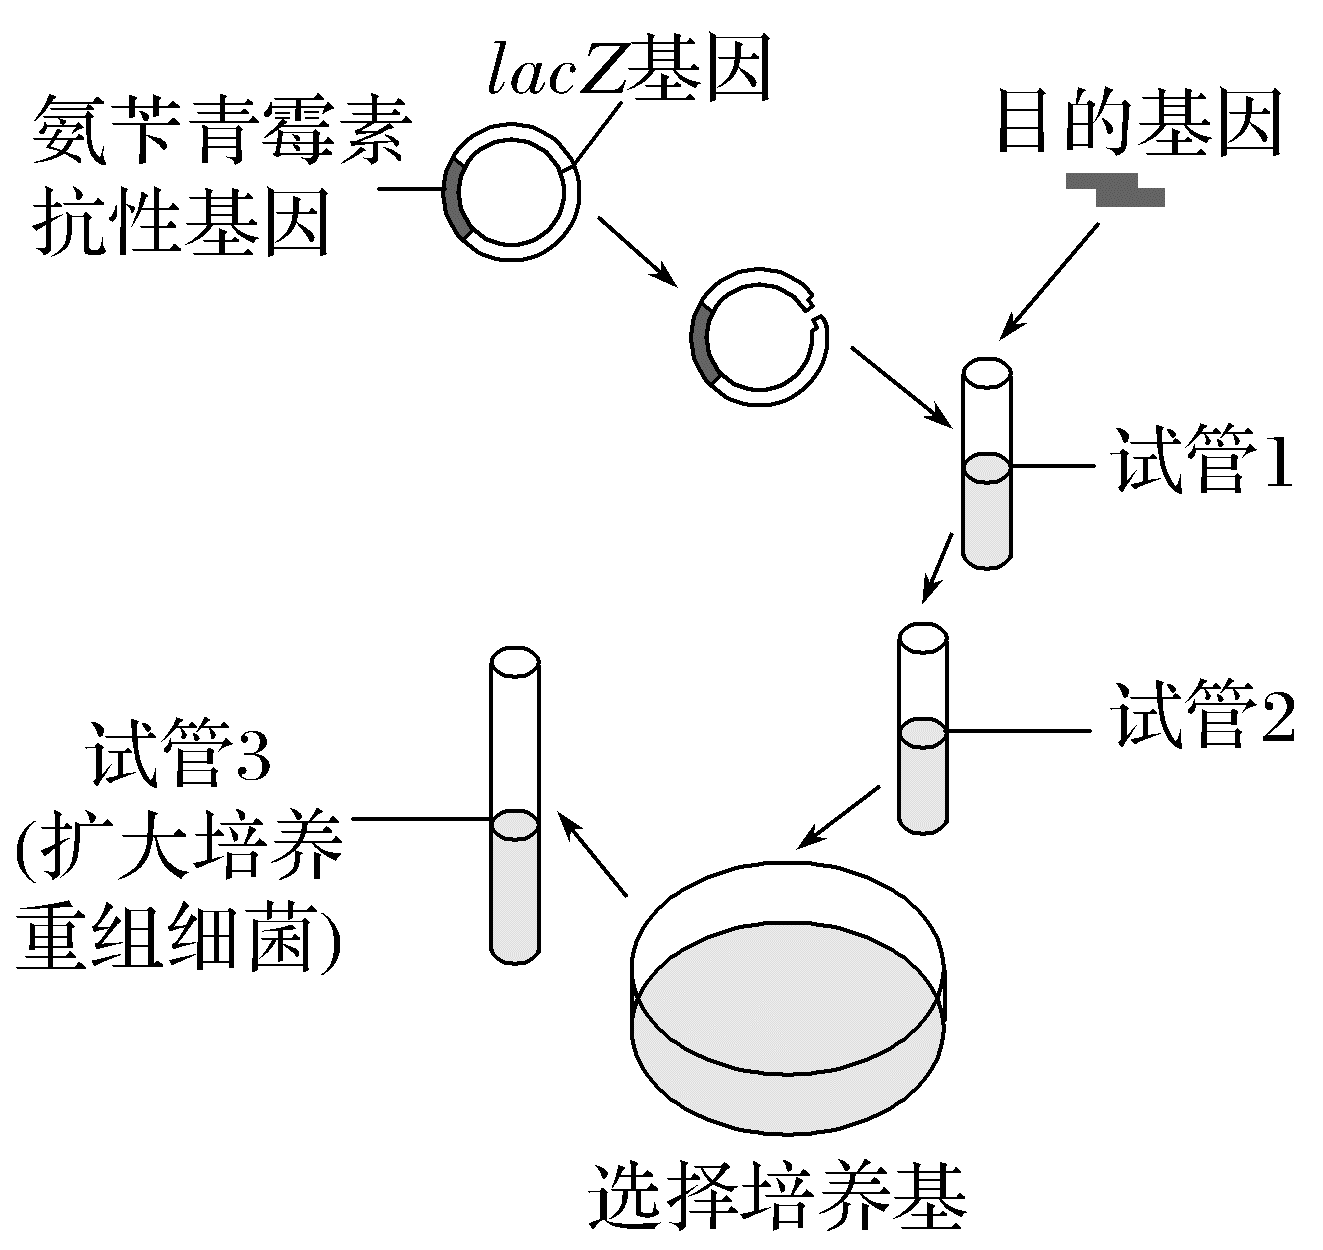 lacZ基因
氨苄青霉素
抗性基因
目的基因
试管1
试管2
试管3
(扩大培养
重组细菌)
选择培养基